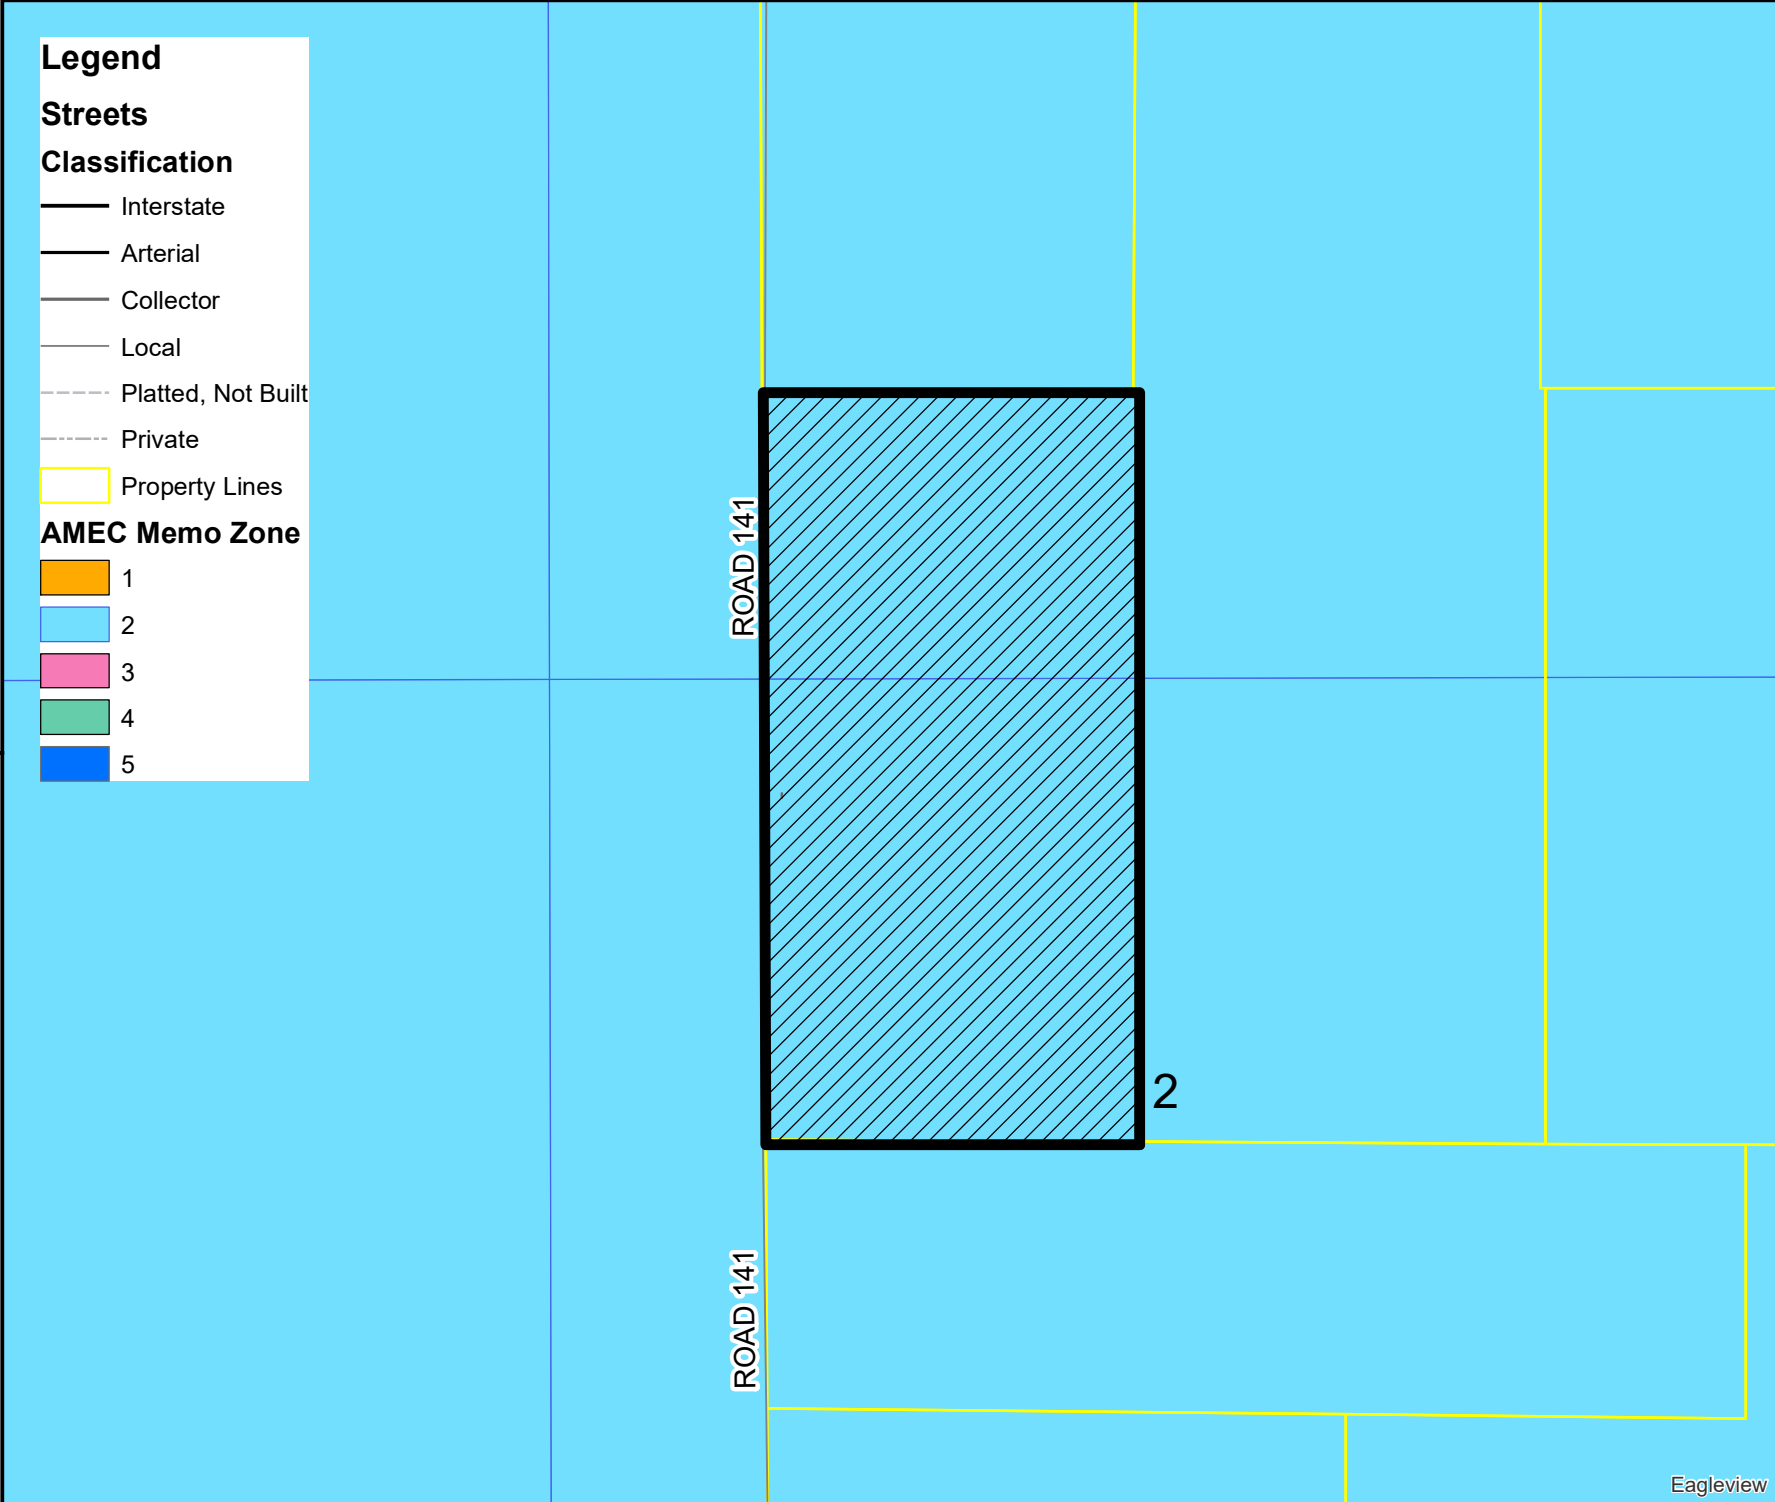 Legend
Streets
Classification
Interstate
Arterial
Collector
Local
Platted, Not Built
Private
Property Lines
AMEC Memo Zone
1
2
3
4
5
ROAD 141
2
ROAD 141
Eagleview